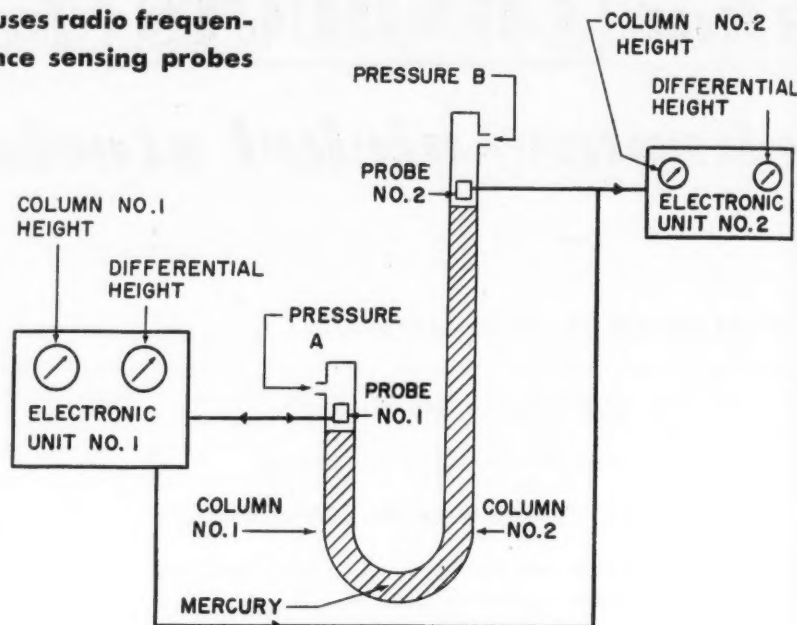 uses radio frequen-
nce sensing probes
COLUMN NO.2
HEIGHT
PRESSURE B
DIFFERENTIAL
HEIGHT
PROBE
NO.2
ELECTRONIC
UNIT NO.2
COLUMN NO.1
HEIGHT
DIFFERENTIAL
HEIGHT
PRESSURE
A
PROBE
NO.1
ELECTRONIC
UNIT NO. 1
COLUMN
NO.1
COLUMN
NO.2
MERCURY